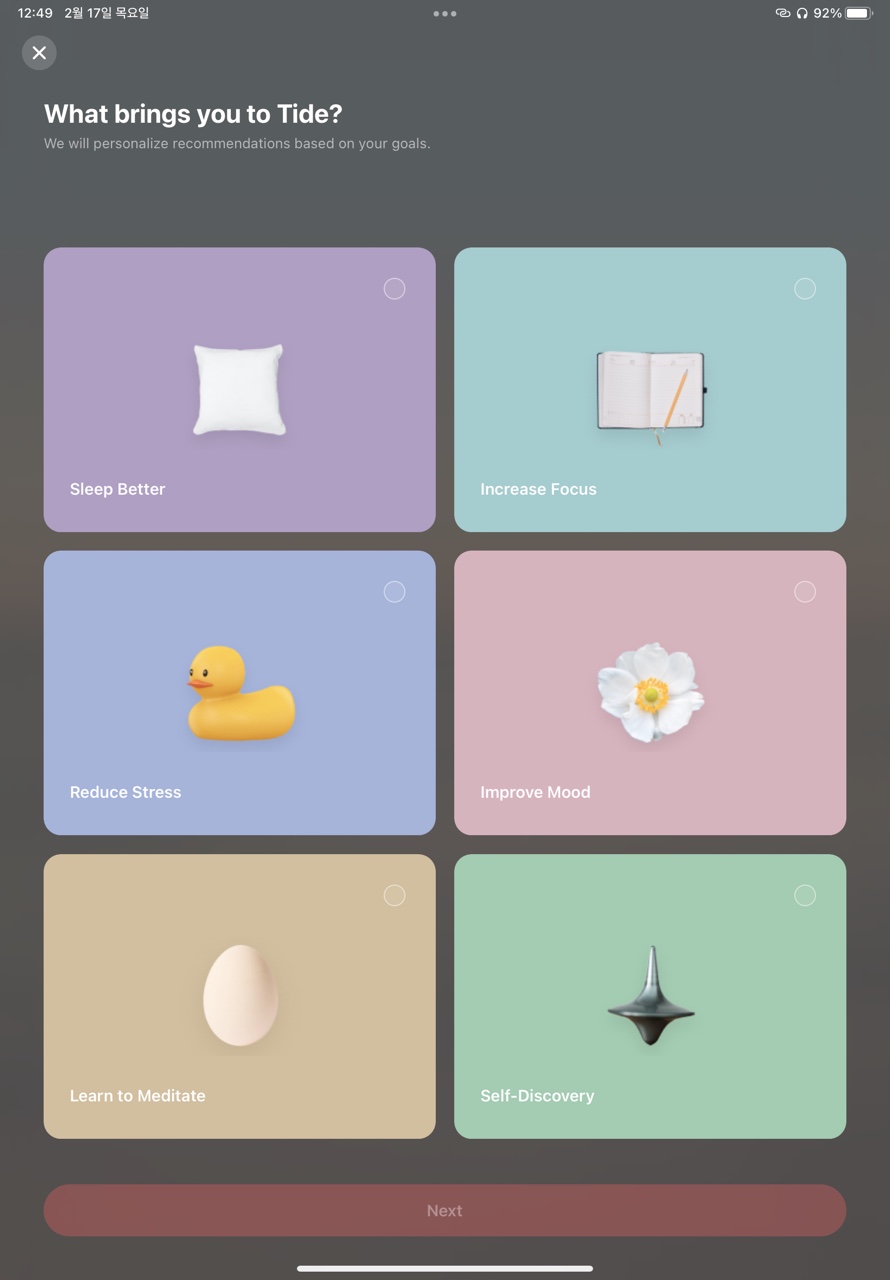 12:49 2월 17일 목요일
92%
What brings you to Tide?
We will personalize recommendations based on your goals.
Sleep Better
Increase Focus
Reduce Stress
Improve Mood
Learn to Meditate
Self-Discovery
Next